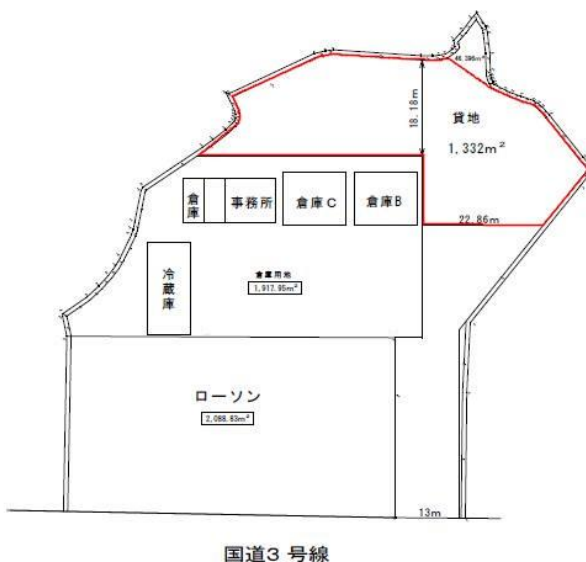 46.396m²
18.18m
貸地
1,332m²
倉庫
事務所
倉庫C
倉庫B
22.86m
冷蔵庫
倉庫用地
1,917.95m²
ローソン
2,088.83m²
13m
国道3号線